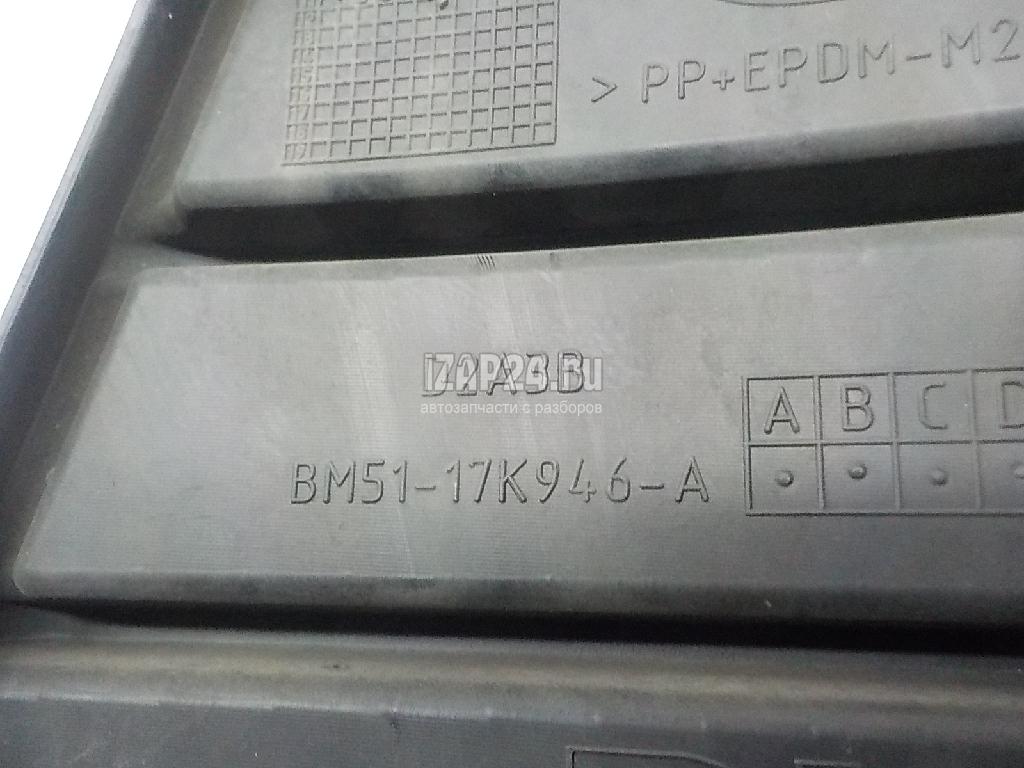 > PP+EPDM-M2
iZAP24.ru
автозапчасти с разборов
BM51-17K946-A
A B C D